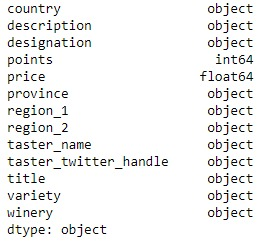 country object
description object
designation object
points int64
price float64
province object
region_1 object
region_2 object
taster_name object
taster_twitter_handle object
title object
variety object
winery object
dtype: object